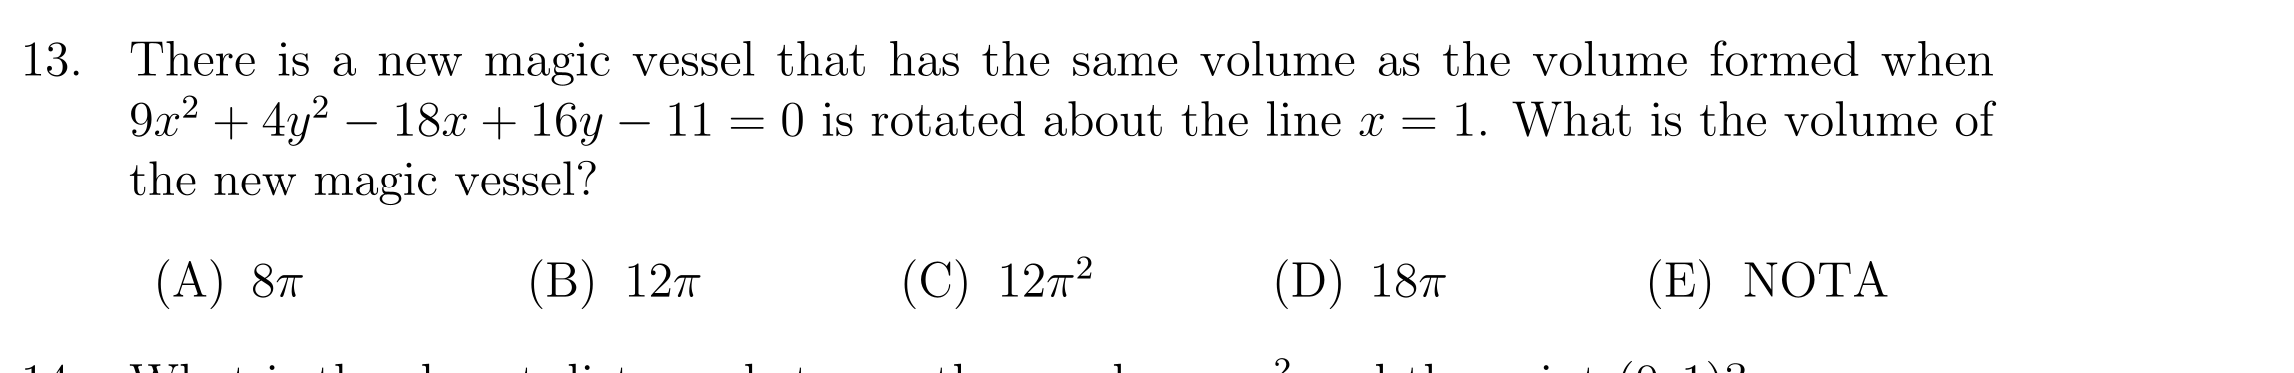 13. There is a new magic vessel that has the same volume as the volume formed when
9x² + 4y² − 18x + 16y − 11 = 0 is rotated about the line x = 1. What is the volume of
the new magic vessel?
(A) 8π (B) 12π (C) 12π² (D) 18π (E) NOTA